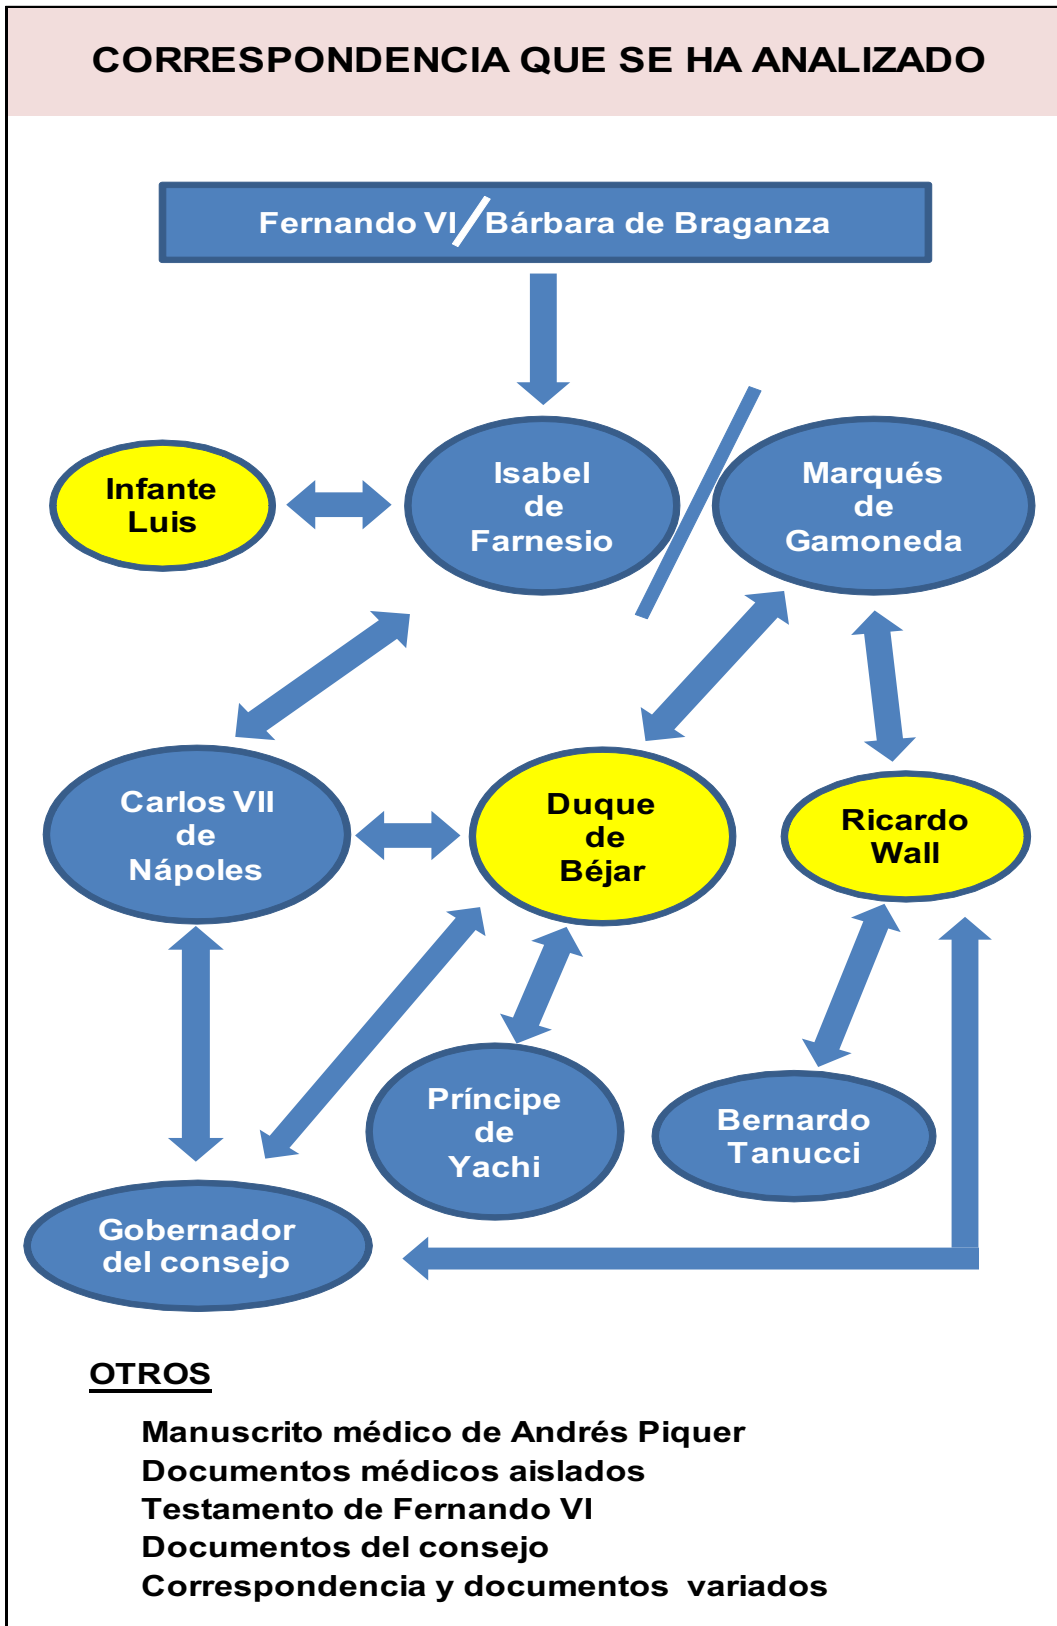 CORRESPONDENCIA QUE SE HA ANALIZADO
Fernando VI/Bárbara de Braganza
Infante
Luis
Isabel
de
Farnesio
Marqués
de
Gamoneda
Carlos VII
de
Nápoles
Duque
de
Béjar
Ricardo
Wall
Príncipe
de
Yachi
Bernardo
Tanucci
Gobernador
del consejo
OTROS
Manuscrito médico de Andrés Piquer
Documentos médicos aislados
Testamento de Fernando VI
Documentos del consejo
Correspondencia y documentos variados